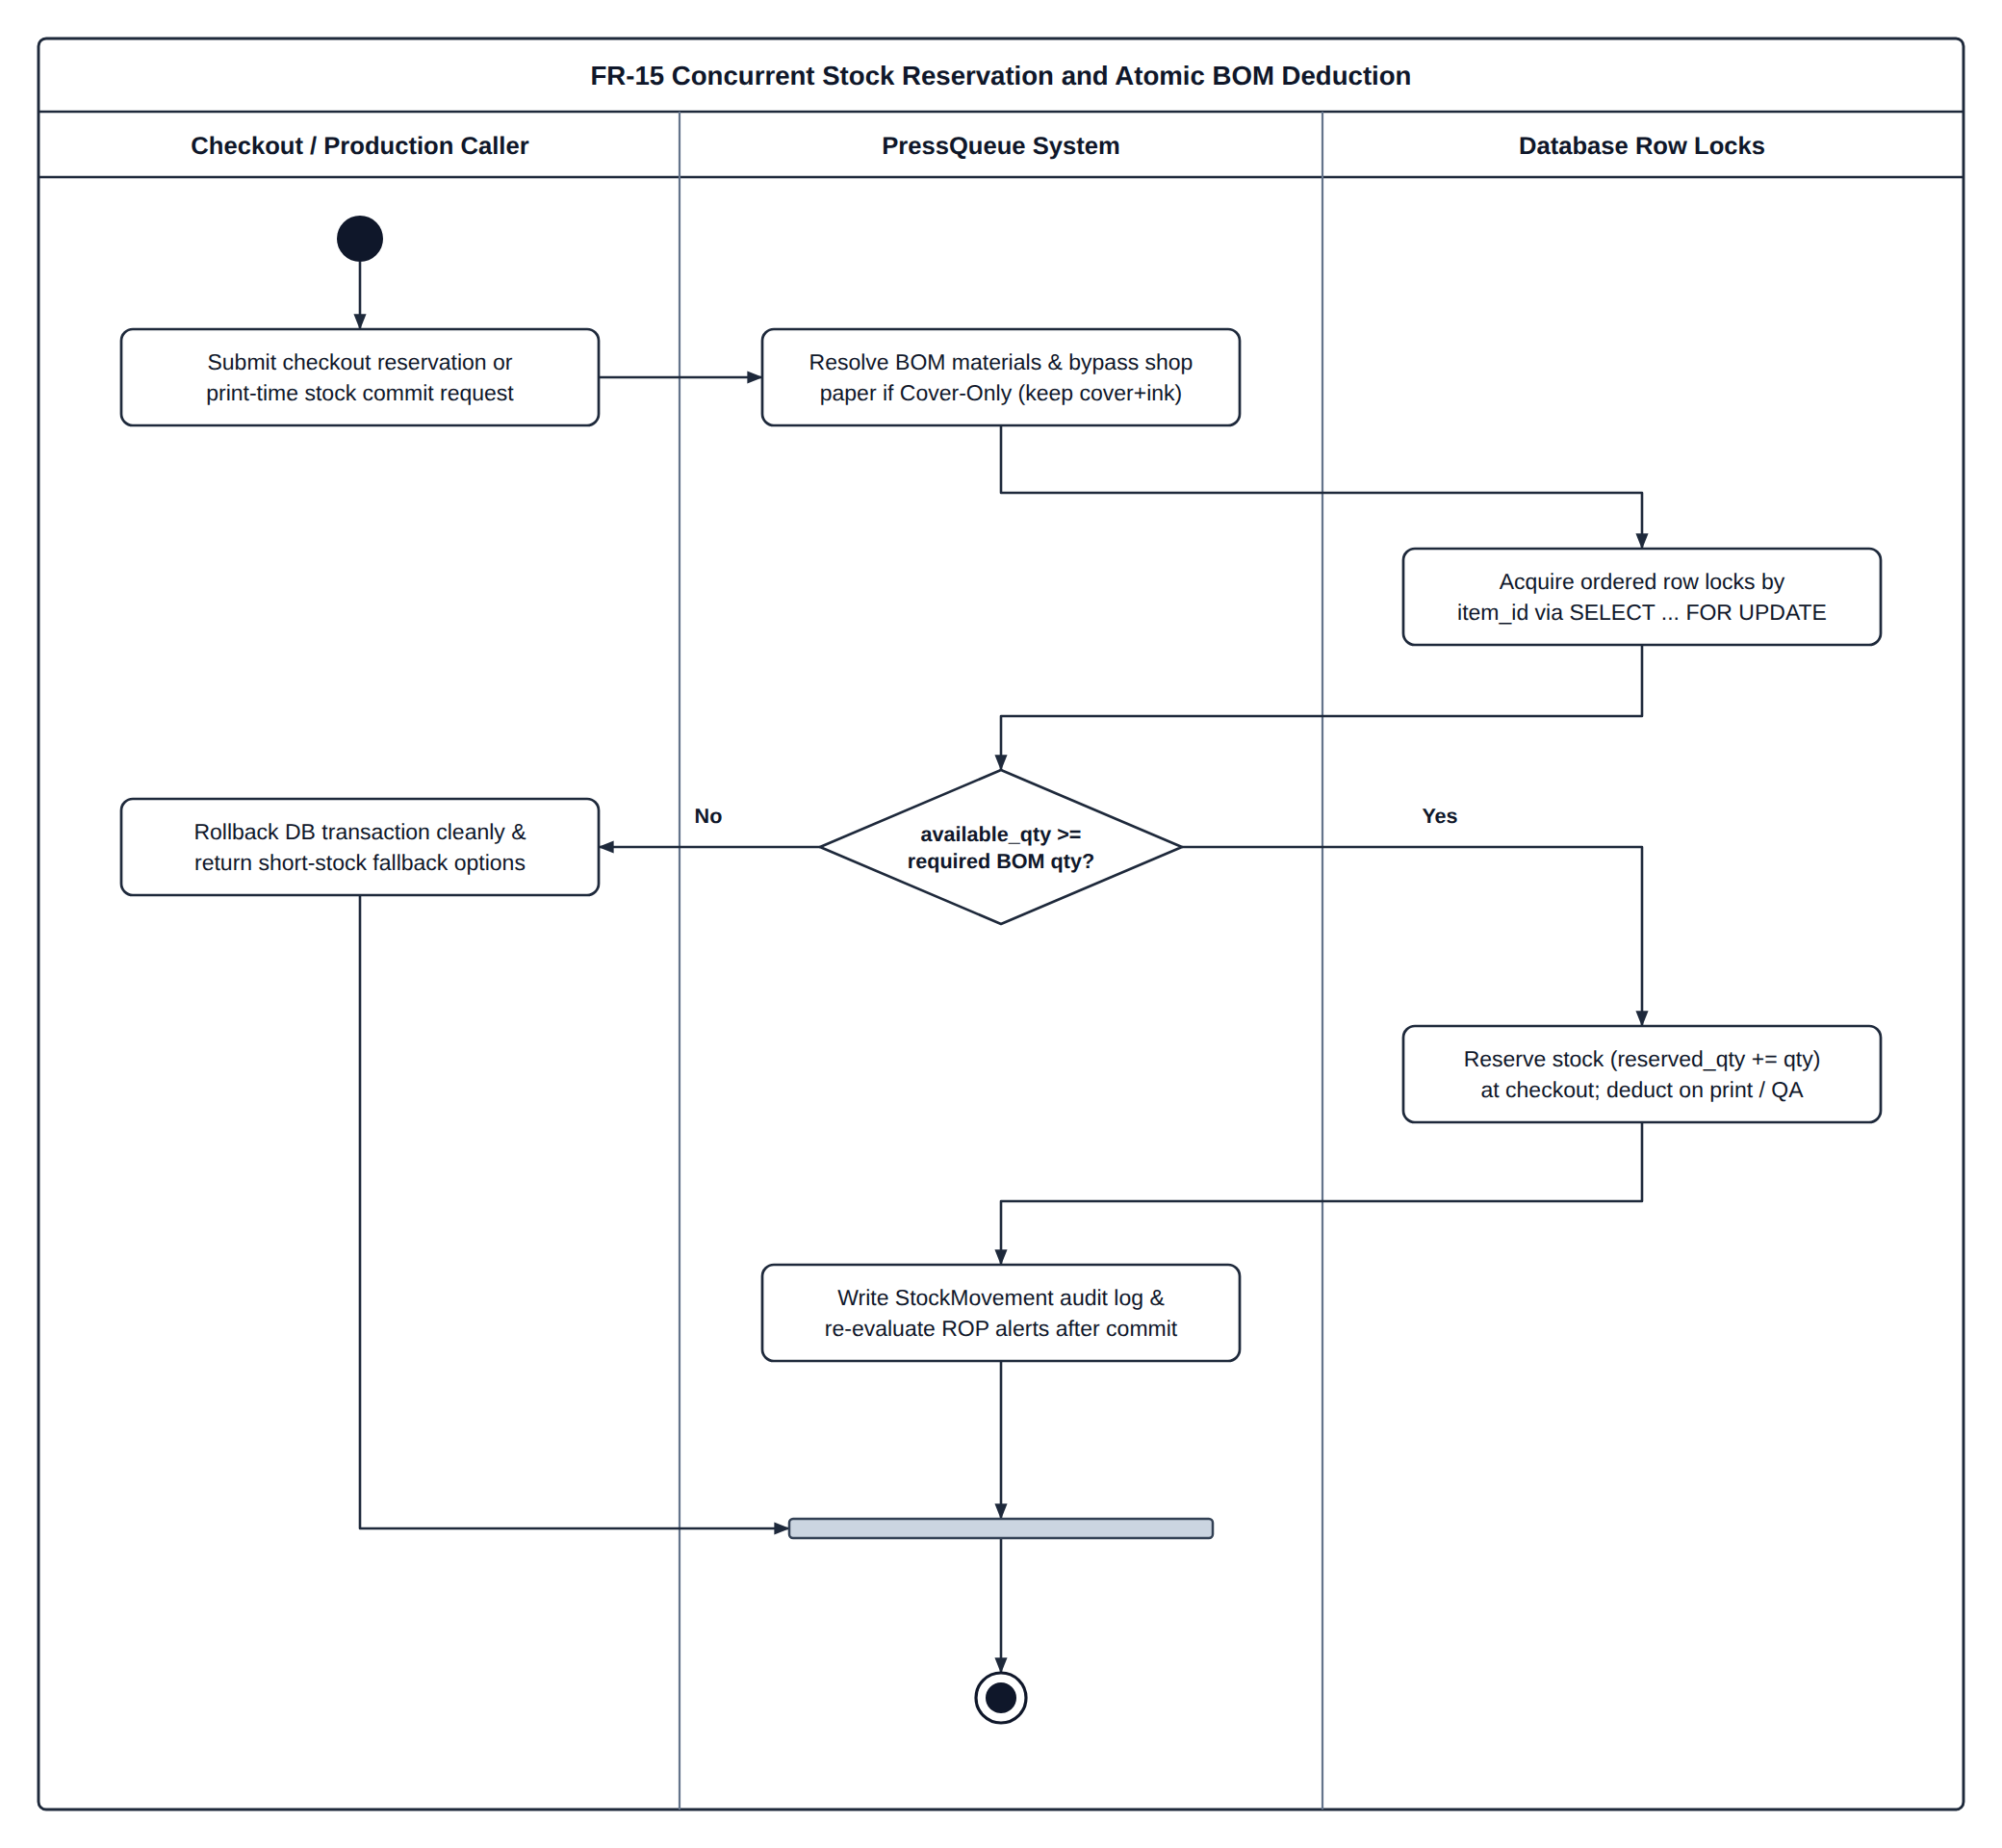 FR-15 Concurrent Stock Reservation and Atomic BOM Deduction
Checkout / Production Caller
PressQueue System
Database Row Locks
Submit checkout reservation or
print-time stock commit request
Resolve BOM materials & bypass shop
paper if Cover-Only (keep cover+ink)
Acquire ordered row locks by
item_id via SELECT ... FOR UPDATE
available_qty >=
required BOM qty?
No
Yes
Rollback DB transaction cleanly &
return short-stock fallback options
Reserve stock (reserved_qty += qty)
at checkout; deduct on print / QA
Write StockMovement audit log &
re-evaluate ROP alerts after commit